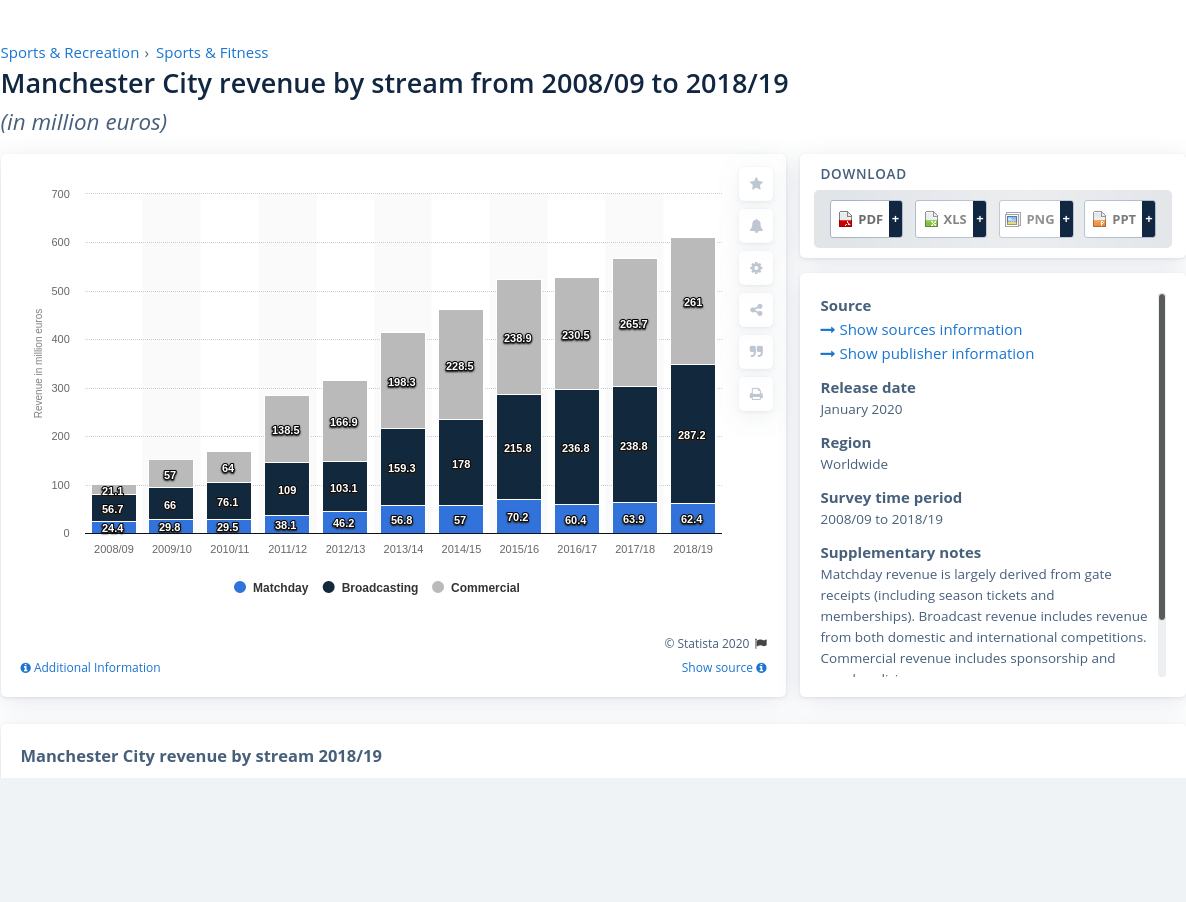 Sports & Recreation › Sports & Fitness
Manchester City revenue by stream from 2008/09 to 2018/19
(in million euros)
700
600
500
400
300
200
100
0
Revenue in million euros
21.1
56.7
24.4
57
66
29.8
64
76.1
29.5
138.5
109
38.1
166.9
103.1
46.2
198.3
159.3
56.8
228.5
178
57
238.9
215.8
70.2
230.5
236.8
60.4
265.7
238.8
63.9
261
287.2
62.4
2008/09 2009/10 2010/11 2011/12 2012/13 2013/14 2014/15 2015/16 2016/17 2017/18 2018/19
Matchday Broadcasting Commercial
© Statista 2020
Additional Information Show source
DOWNLOAD
PDF + XLS + PNG + PPT +
Source
Show sources information
Show publisher information
Release date
January 2020
Region
Worldwide
Survey time period
2008/09 to 2018/19
Supplementary notes
Matchday revenue is largely derived from gate
receipts (including season tickets and
memberships). Broadcast revenue includes revenue
from both domestic and international competitions.
Commercial revenue includes sponsorship and
Manchester City revenue by stream 2018/19